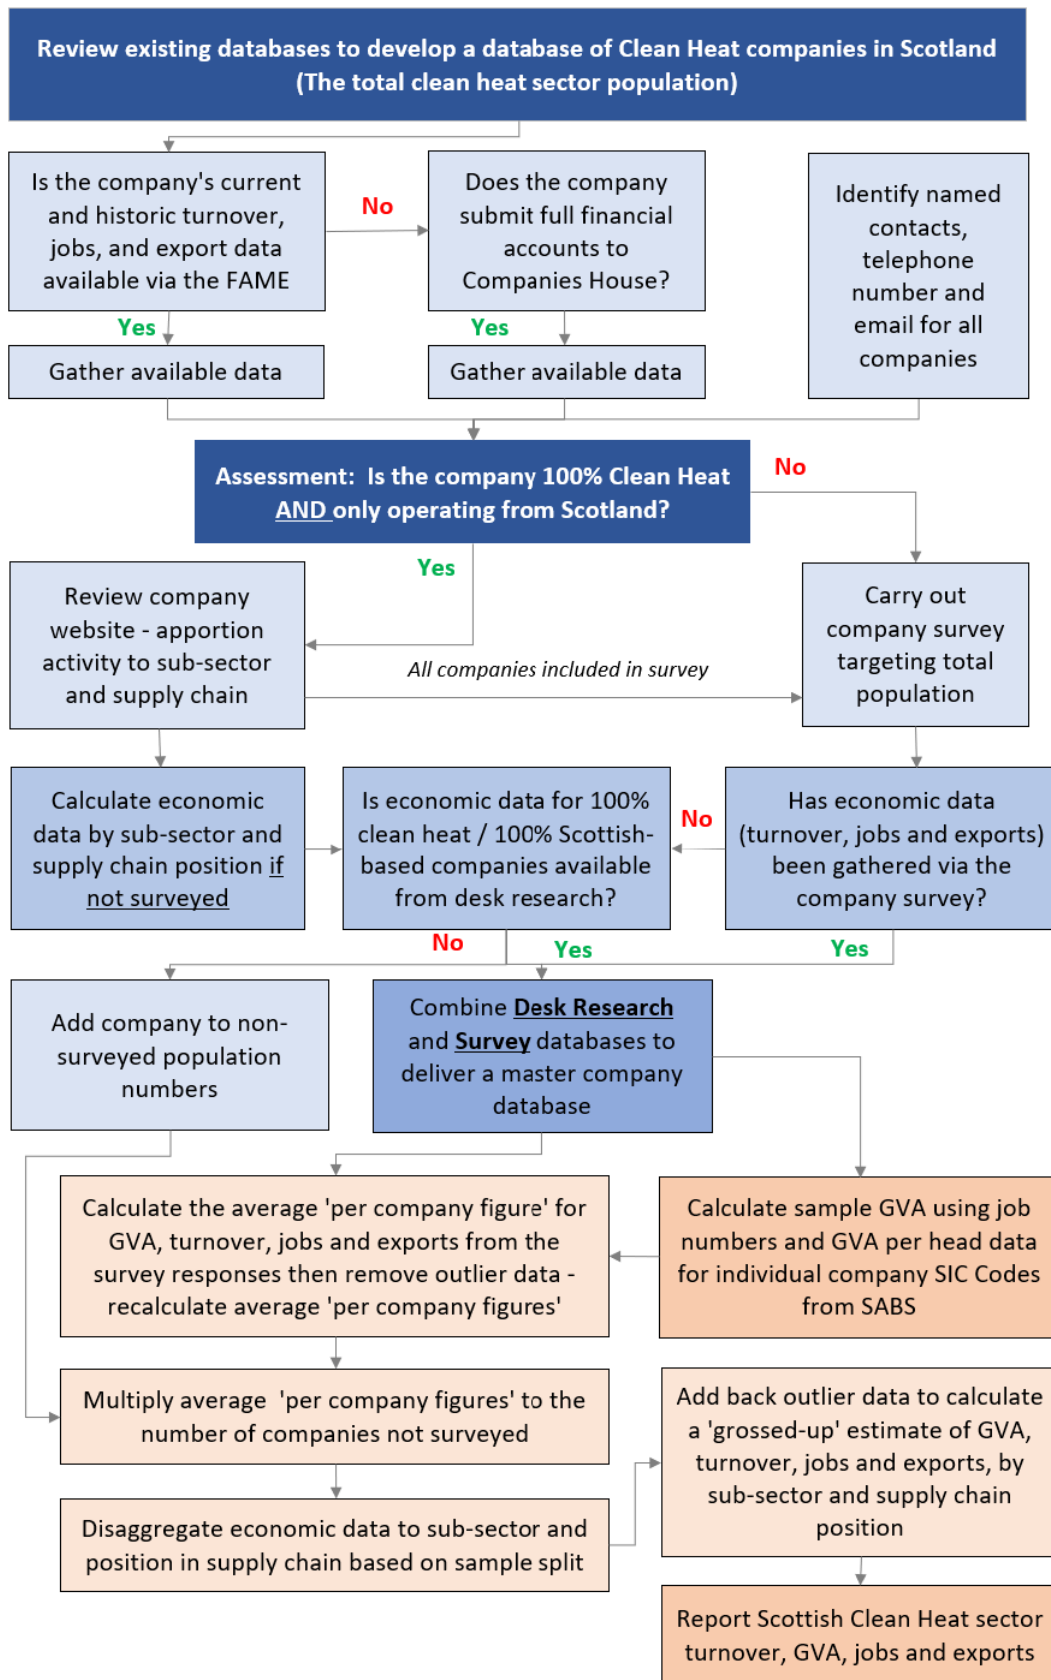 Review existing databases to develop a database of Clean Heat companies in Scotland
(The total clean heat sector population)
Is the company's current
and historic turnover,
jobs, and export data
available via the FAME
No
Does the company
submit full financial
accounts to
Companies House?
Identify named
contacts,
telephone
number and
email for all
companies
Yes
Yes
Gather available data
Gather available data
Assessment: Is the company 100% Clean Heat
AND only operating from Scotland?
No
Yes
Review company
website - apportion
activity to sub-sector
and supply chain
All companies included in survey
Carry out
company survey
targeting total
population
Calculate economic
data by sub-sector and
supply chain position if
not surveyed
Is economic data for 100%
clean heat / 100% Scottish-
based companies available
from desk research?
No
Has economic data
(turnover, jobs and exports)
been gathered via the
company survey?
No
Yes
Yes
Add company to non-
surveyed population
numbers
Combine Desk Research
and Survey databases to
deliver a master company
database
Calculate the average 'per company figure' for
GVA, turnover, jobs and exports from the
survey responses then remove outlier data -
recalculate average 'per company figures'
Calculate sample GVA using job
numbers and GVA per head data
for individual company SIC Codes
from SABS
Multiply average 'per company figures' to the
number of companies not surveyed
Add back outlier data to calculate
a 'grossed-up' estimate of GVA,
turnover, jobs and exports, by
sub-sector and supply chain
position
Disaggregate economic data to sub-sector and
position in supply chain based on sample split
Report Scottish Clean Heat sector
turnover, GVA, jobs and exports